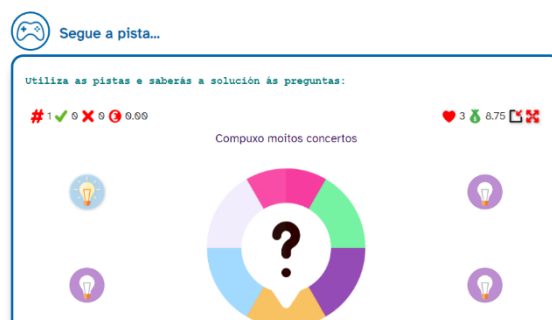 Segue a pista...
Utiliza as pistas e saberás a solución ás preguntas:
# 1 0 0 0.00
3 8.75
Compuxo moitos concertos
?